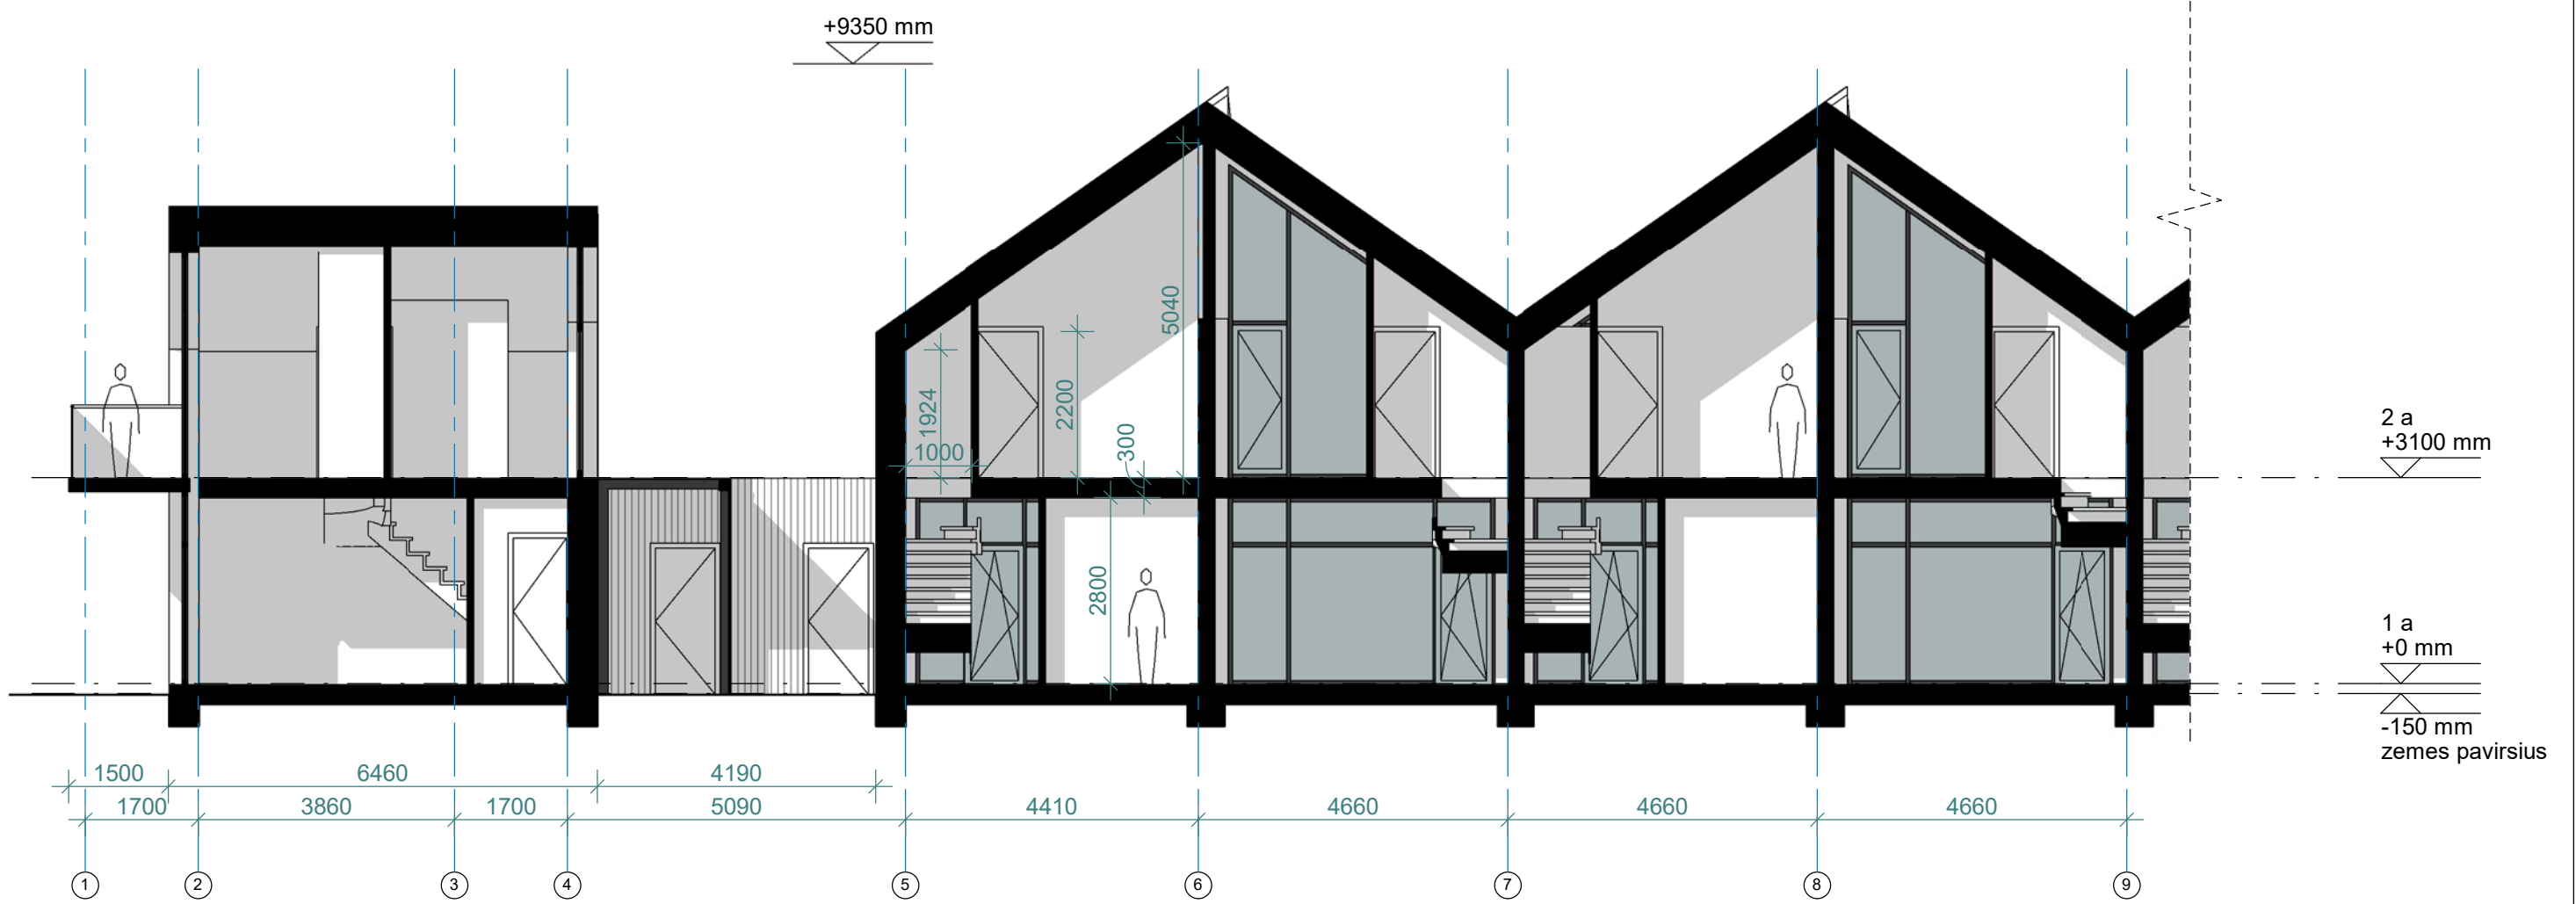 +9350 mm
5040
2200
1924
300
1000
2800
2 a
+3100 mm
1 a
+0 mm
-150 mm
zemes pavirsius
1500 6460 4190
1700 3860 1700 5090 4410 4660 4660 4660
1 2 3 4 5 6 7 8 9